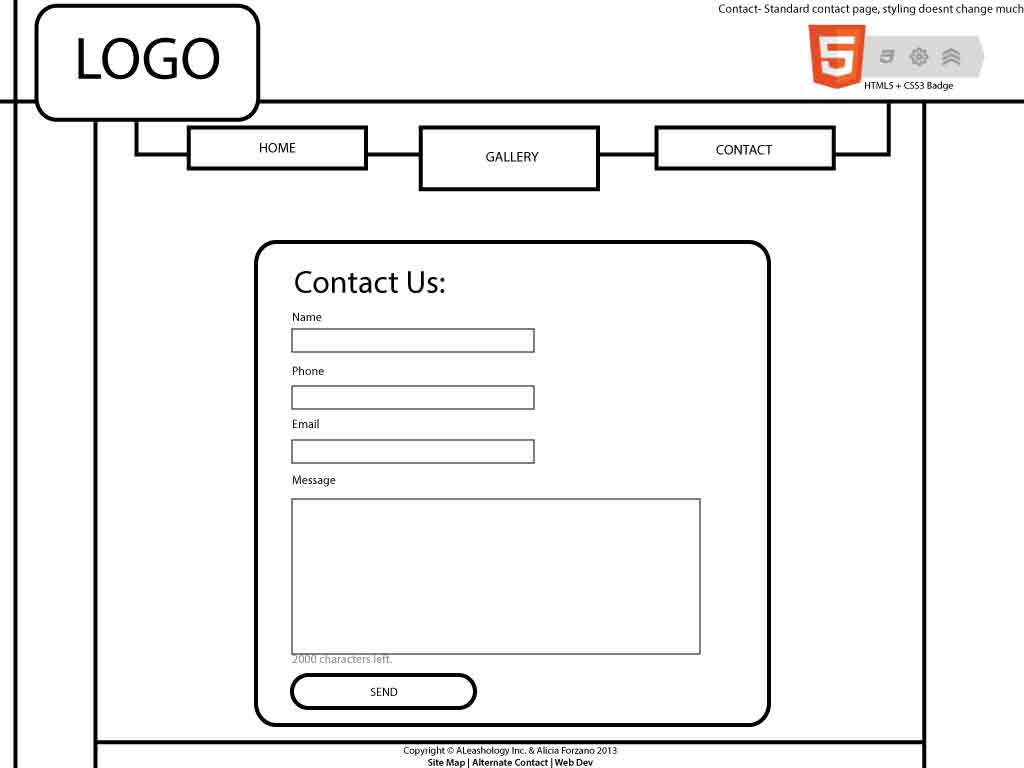 Contact- Standard contact page, styling doesnt change much
LOGO
5
HTML5 + CSS3 Badge
HOME
GALLERY
CONTACT
Contact Us:
Name
Phone
Email
Message
2000 characters left.
SEND
Copyright © ALeashology Inc. & Alicia Forzano 2013
Site Map | Alternate Contact | Web Dev